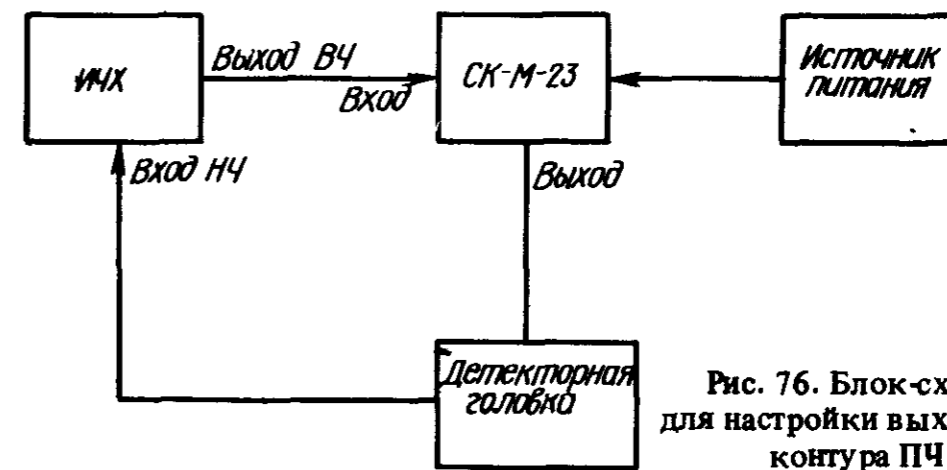 ИЧХ
Выход ВЧ
Вход
СК-М-23
Источник
питания
Вход НЧ
Выход
Детекторная
головка
Рис. 76. Блок-сх
для настройки вых
контура ПЧ